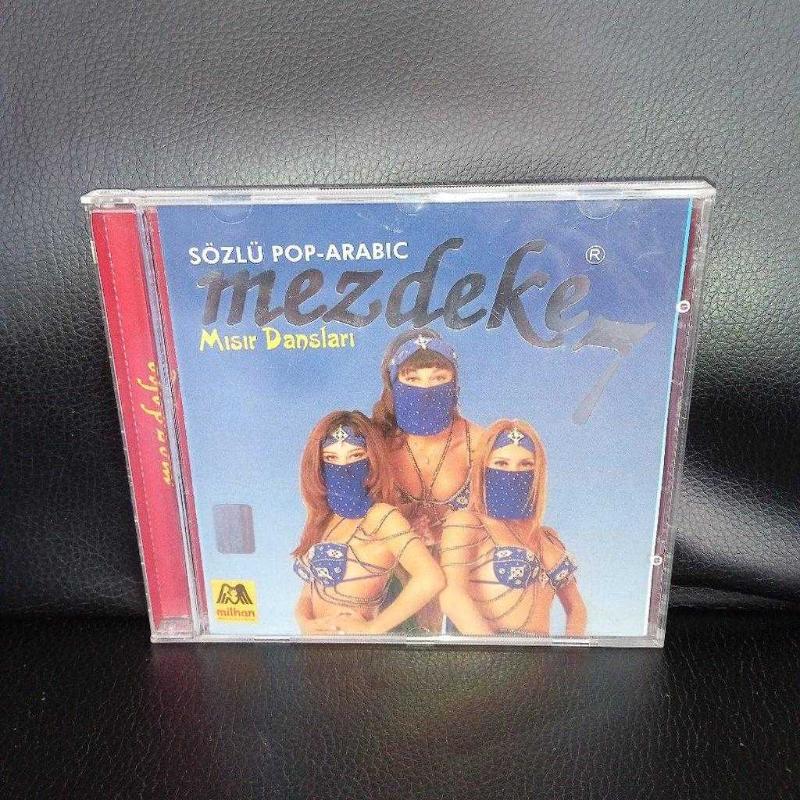 SÖZLÜ POP-ARABIC
mezdeke ®
7
Mısır Dansları
mezdeke
milhan